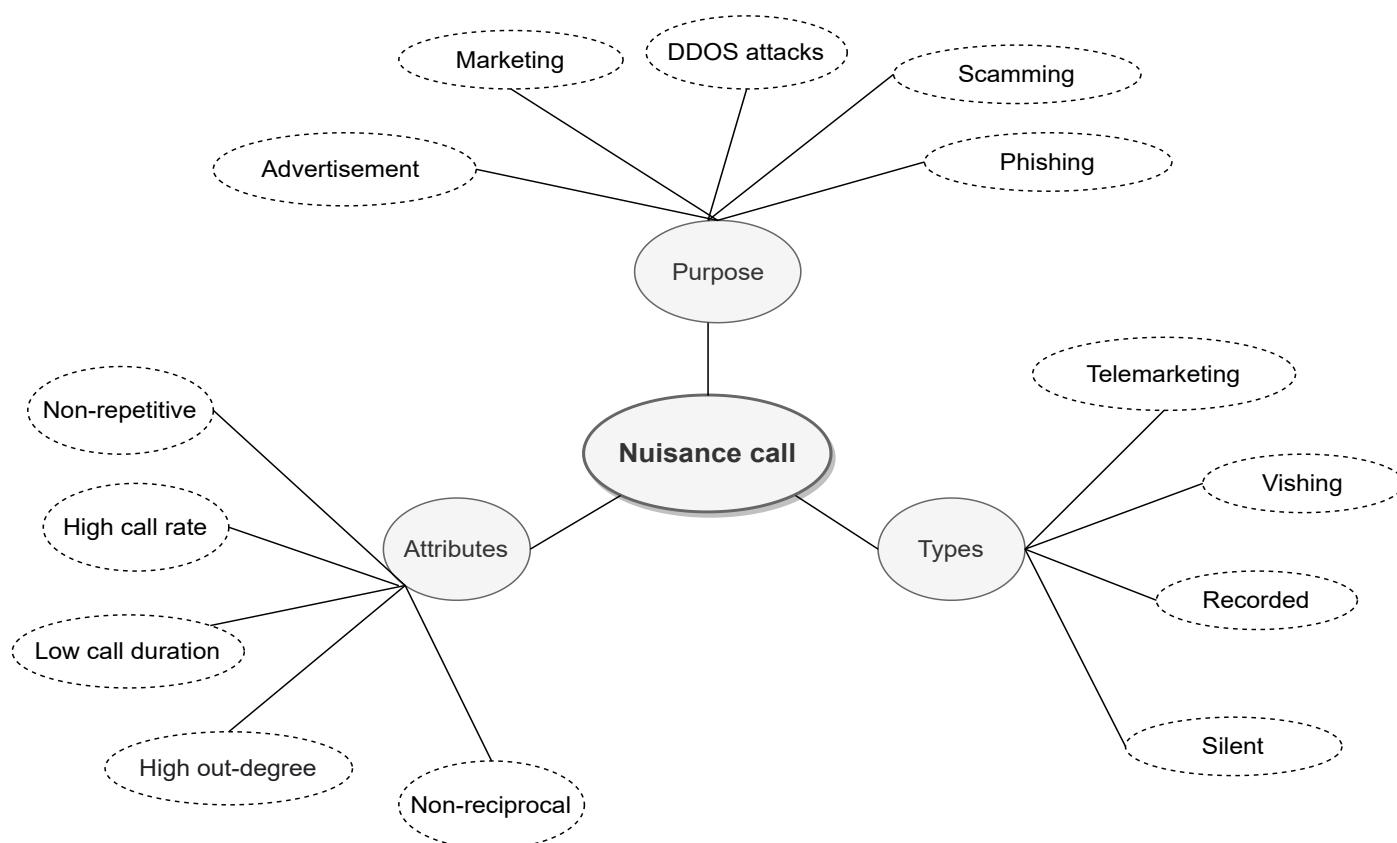 DDOS attacks
Marketing
Scamming
Advertisement
Phishing
Purpose
Telemarketing
Non-repetitive
Nuisance call
Vishing
High call rate
Attributes
Types
Recorded
Low call duration
Silent
High out-degree
Non-reciprocal